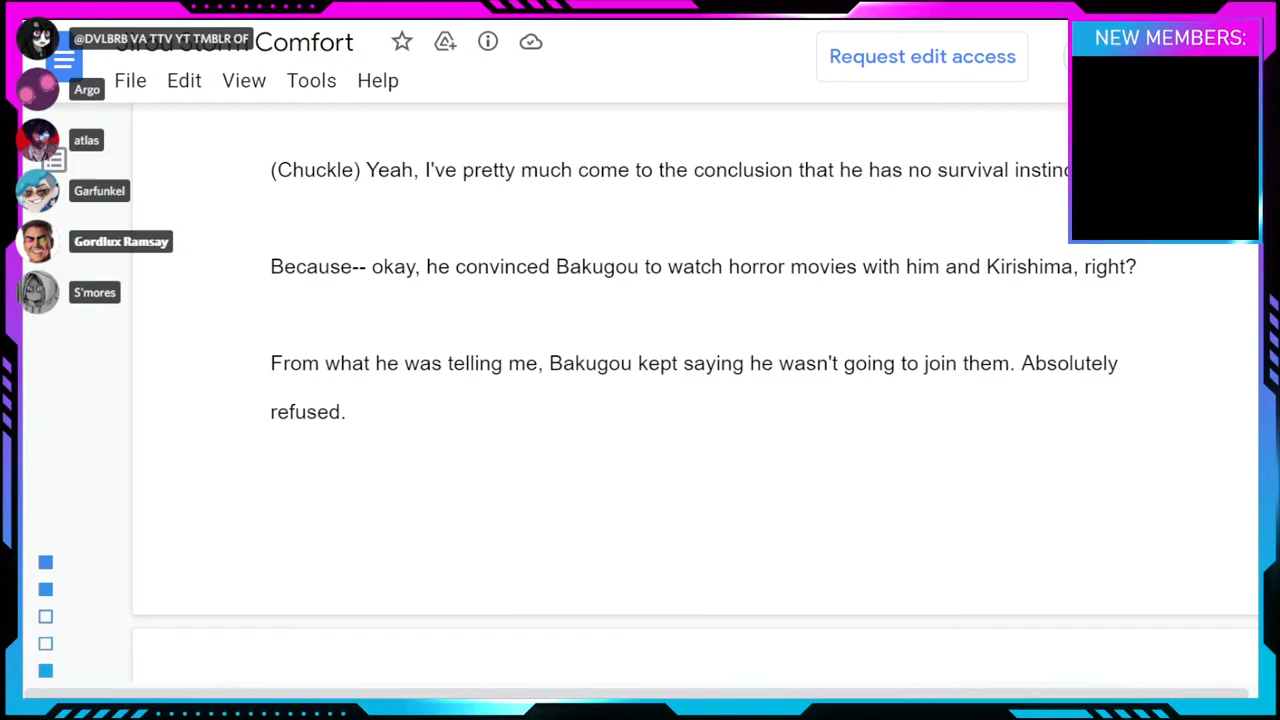 @DVLBRB VA TTV YT TMBLR OF
Comfort
Request edit access
NEW MEMBERS:
File Edit View Tools Help
Argo
atlas
Garfunkel
Gordlux Ramsay
S'mores
(Chuckle) Yeah, I've pretty much come to the conclusion that he has no survival
Because-- okay, he convinced Bakugou to watch horror movies with him and Kirishima, right?
From what he was telling me, Bakugou kept saying he wasn't going to join them. Absolutely
refused.